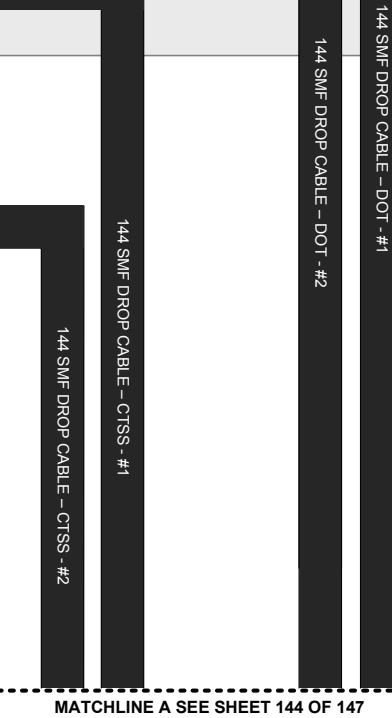 144 SMF DROP CABLE – CTSS - #2
144 SMF DROP CABLE – CTSS - #1
144 SMF DROP CABLE – DOT - #2
144 SMF DROP CABLE – DOT - #1
MATCHLINE A SEE SHEET 144 OF 147